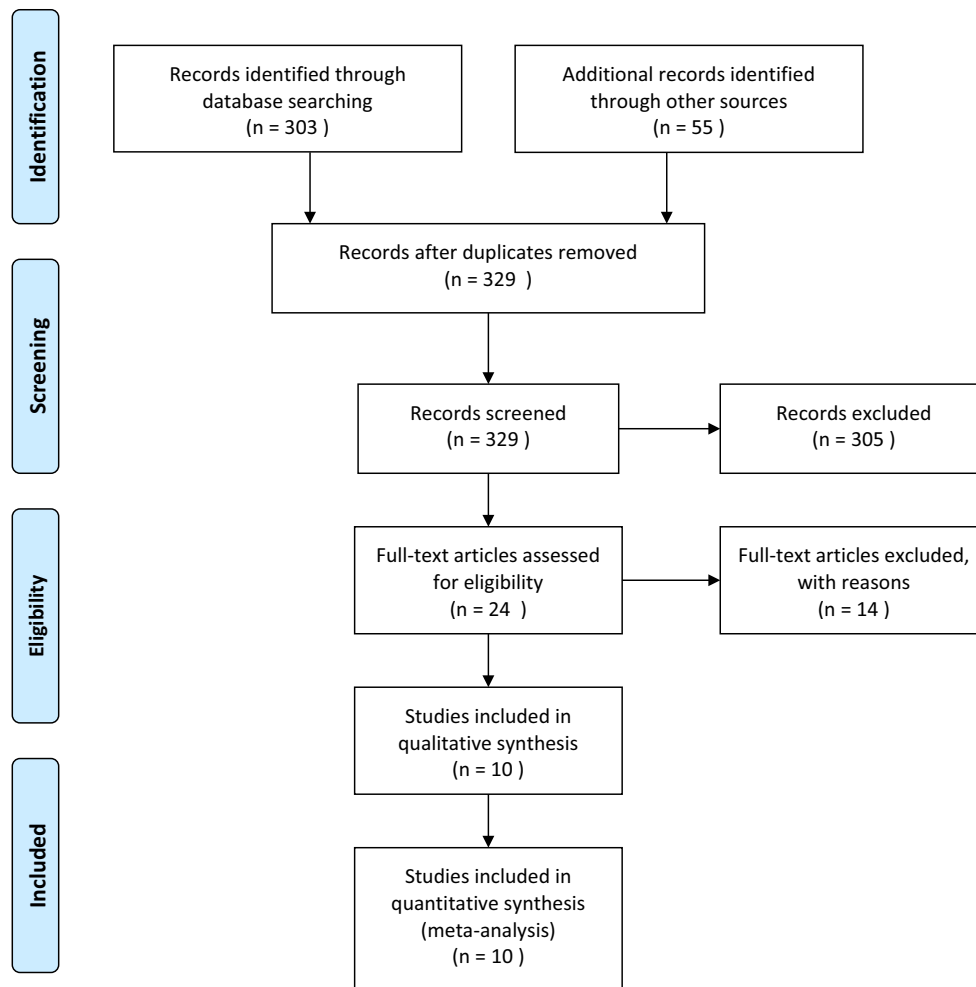 Identification
Records identified through
database searching
(n = 303 )
Additional records identified
through other sources
(n = 55 )
Records after duplicates removed
(n = 329 )
Screening
Records screened
(n = 329 )
Records excluded
(n = 305 )
Eligibility
Full-text articles assessed
for eligibility
(n = 24 )
Full-text articles excluded,
with reasons
(n = 14 )
Studies included in
qualitative synthesis
(n = 10 )
Included
Studies included in
quantitative synthesis
(meta-analysis)
(n = 10 )